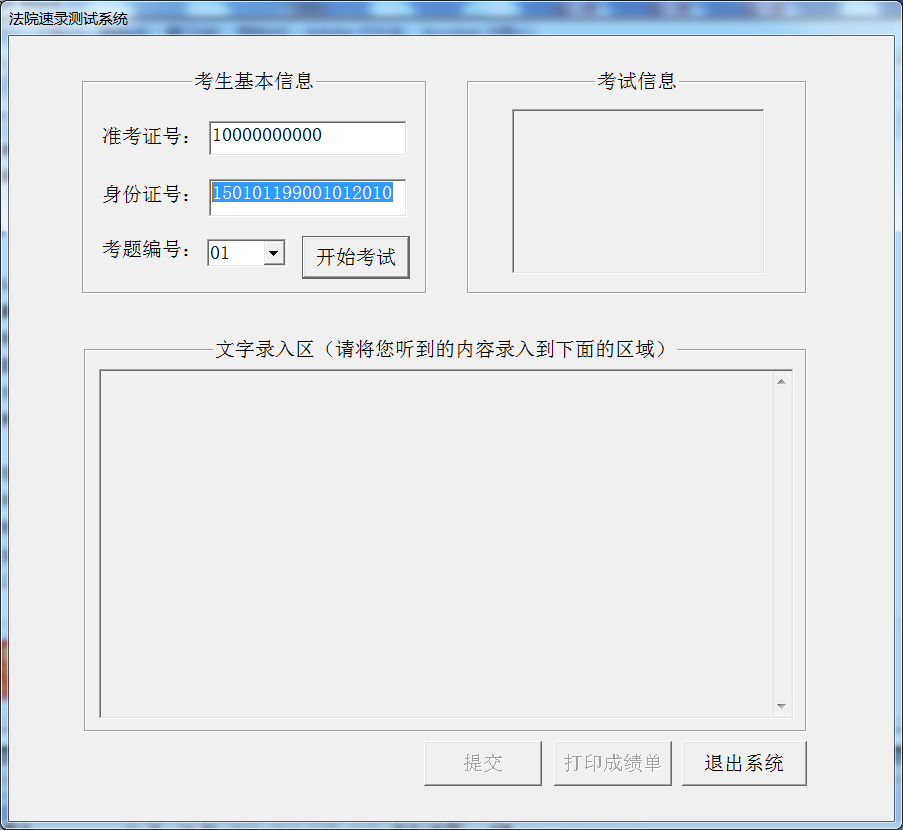 法院速录测试系统
考生基本信息
准考证号：
10000000000
身份证号：
150101199001012010
考题编号：
01
开始考试
考试信息
文字录入区（请将您听到的内容录入到下面的区域）
提交
打印成绩单
退出系统